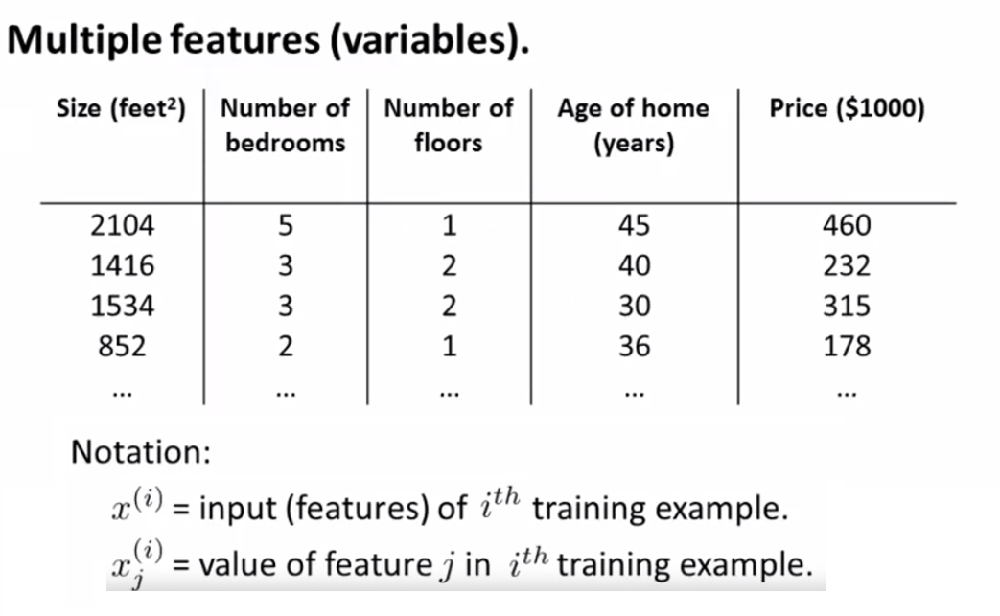 Multiple features (variables).
Size (feet²) Number of bedrooms Number of floors Age of home (years) Price ($1000)
2104 5 1 45 460
1416 3 2 40 232
1534 3 2 30 315
852 2 1 36 178
... ... ... ... ...
Notation:
x^(i) = input (features) of i^th training example.
x_j^(i) = value of feature j in i^th training example.